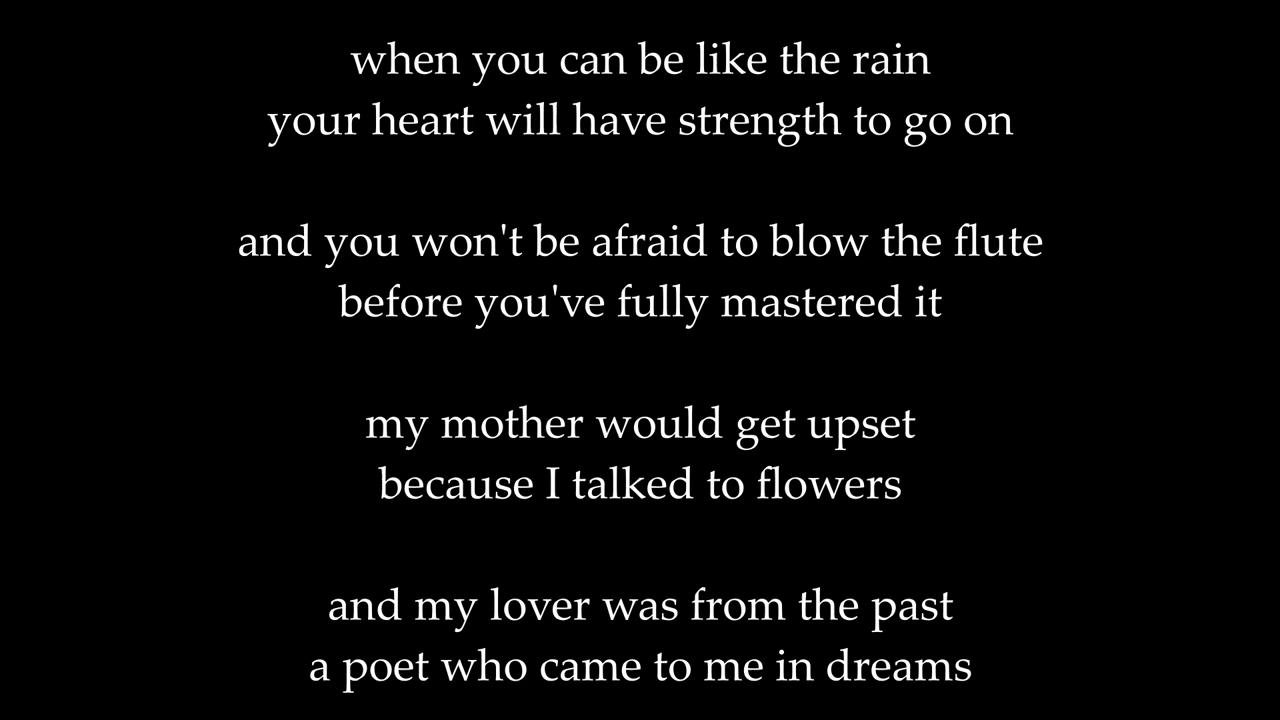 when you can be like the rain
your heart will have strength to go on
and you won't be afraid to blow the flute
before you've fully mastered it
my mother would get upset
because I talked to flowers
and my lover was from the past
a poet who came to me in dreams